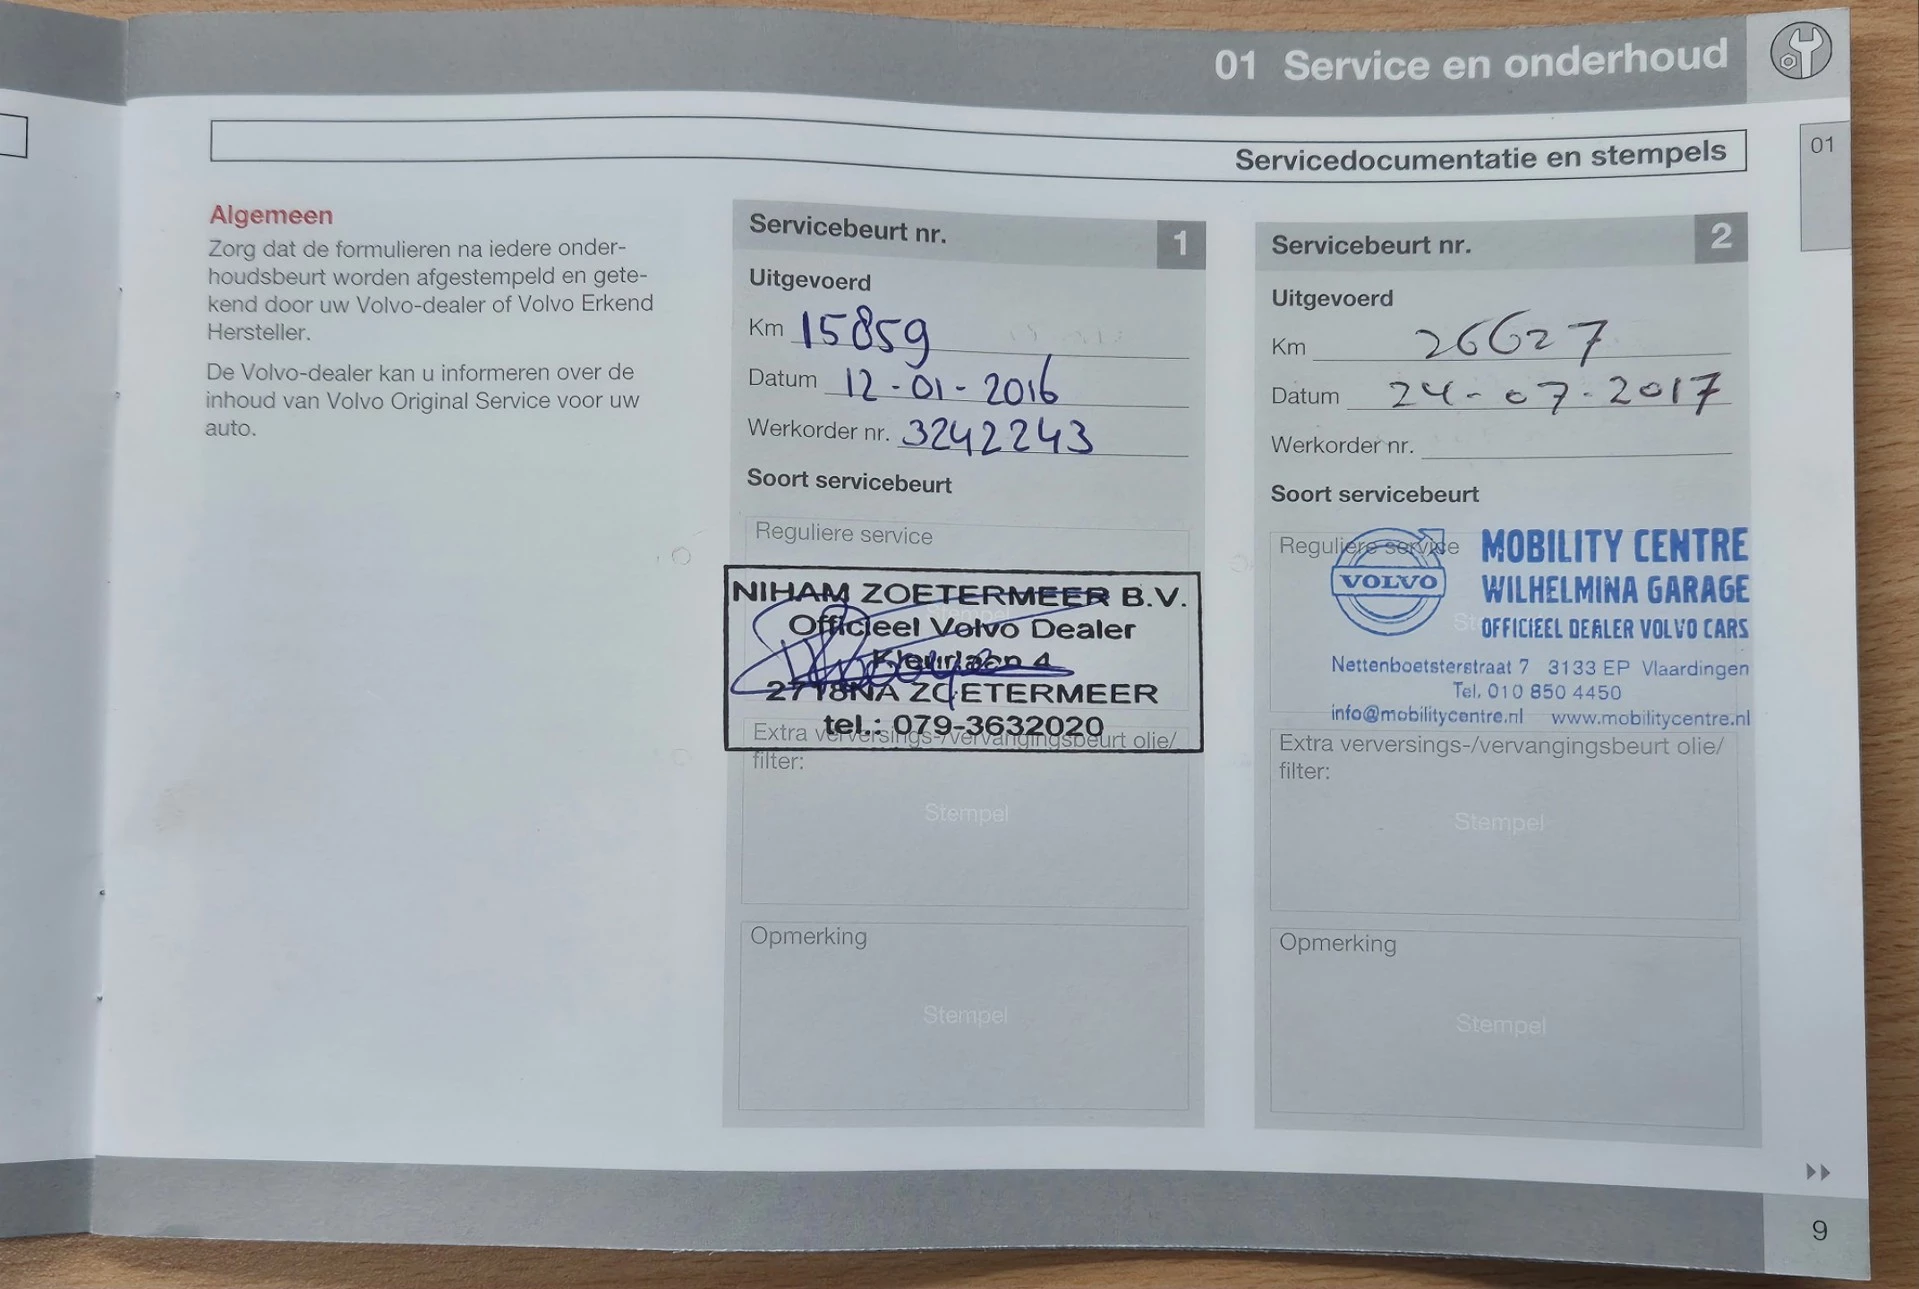 01 Service en onderhoud
Servicedocumentatie en stempels
01
Algemeen
Zorg dat de formulieren na iedere onder-
houdsbeurt worden afgestempeld en gete-
kend door uw Volvo-dealer of Volvo Erkend
Hersteller.
De Volvo-dealer kan u informeren over de
inhoud van Volvo Original Service voor uw
auto.
Servicebeurt nr. 1
Uitgevoerd
Km 15859
Datum 12-01-2016
Werkorder nr. 3242243
Soort servicebeurt
Reguliere service
Stempel
NIHAM ZOETERMEER B.V.
Officieel Volvo Dealer
Kleurlaan 4
2718NA ZOETERMEER
tel.: 079-3632020
Extra verversings-/vervangingsbeurt olie/
filter:
Stempel
Opmerking
Stempel
Servicebeurt nr. 2
Uitgevoerd
Km 26627
Datum 24-07-2017
Werkorder nr.
Soort servicebeurt
Reguliere service
VOLVO
MOBILITY CENTRE
WILHELMINA GARAGE
OFFICIEEL DEALER VOLVO CARS
Nettenboetsterstraat 7 3133 EP Vlaardingen
Tel. 010 850 4450
info@mobilitycentre.nl www.mobilitycentre.nl
Extra verversings-/vervangingsbeurt olie/
filter:
Stempel
Opmerking
Stempel
9